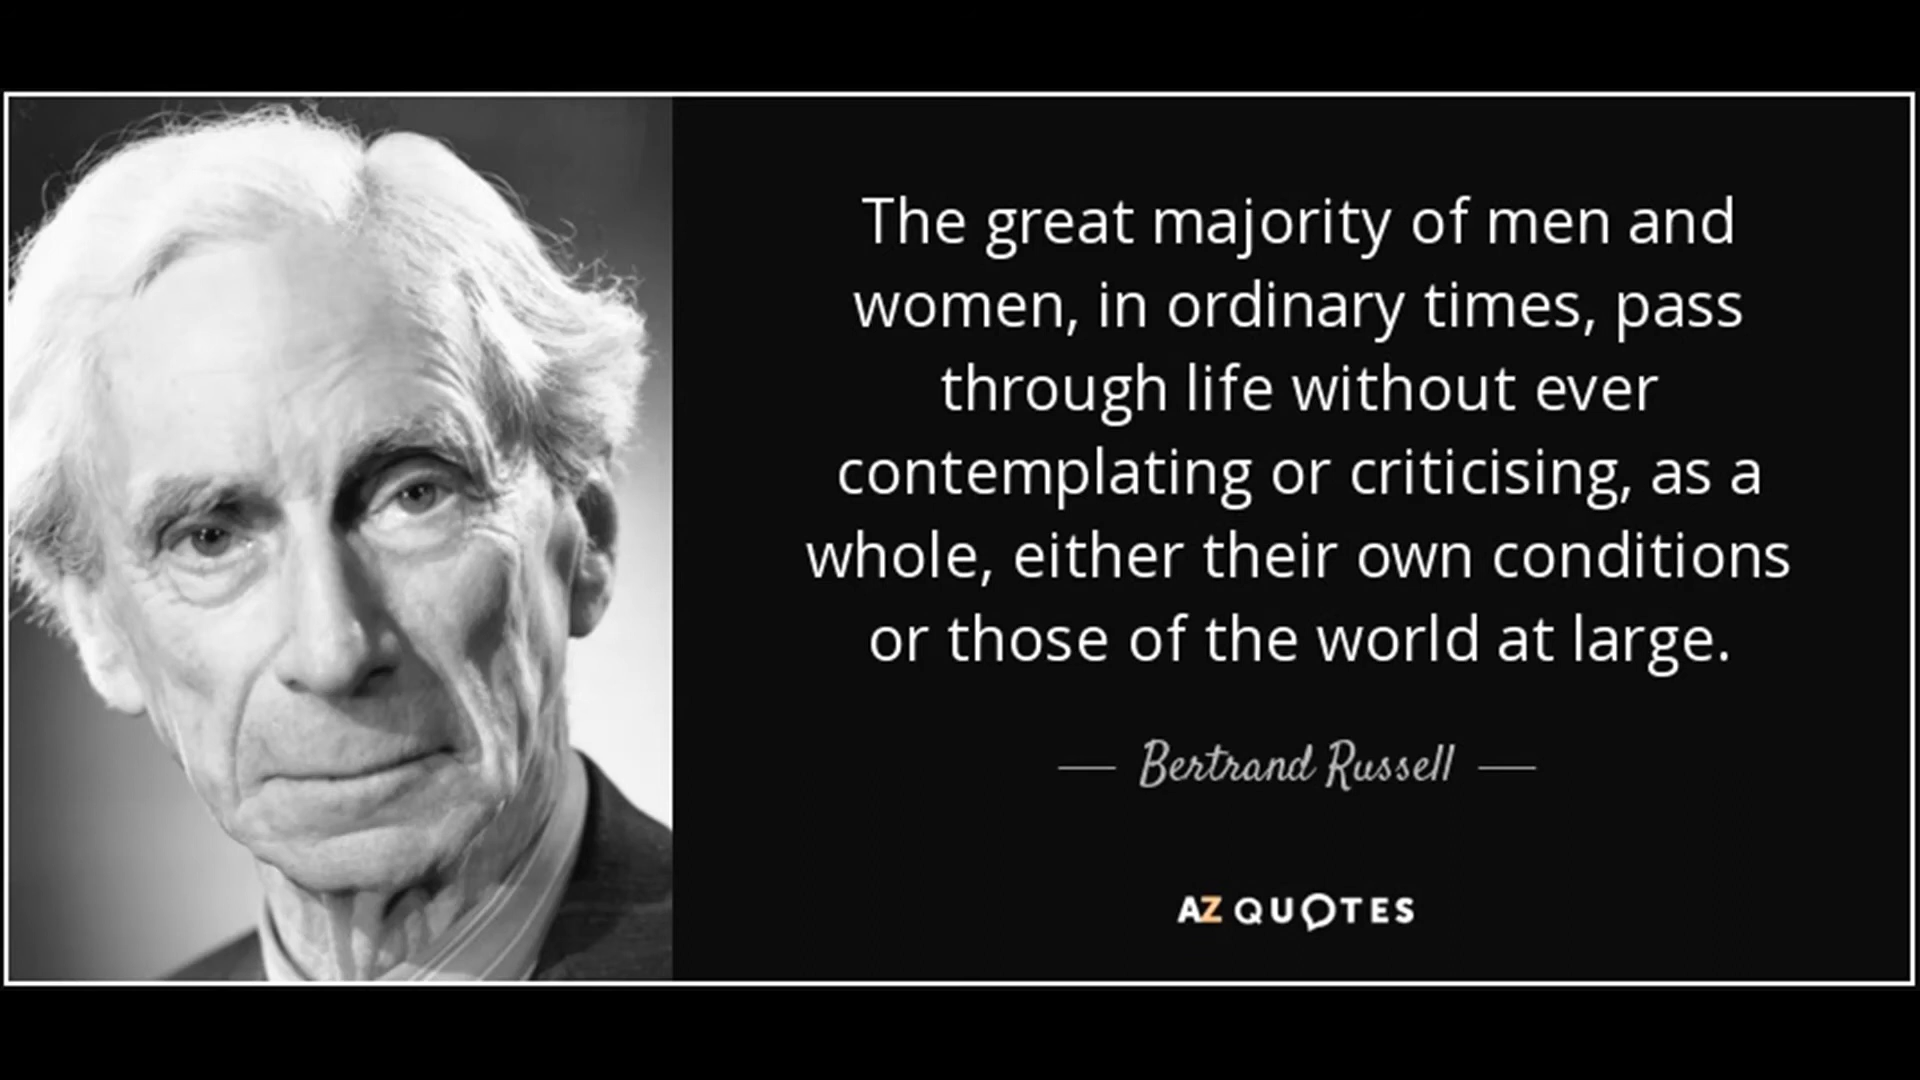 The great majority of men and
women, in ordinary times, pass
through life without ever
contemplating or criticising, as a
whole, either their own conditions
or those of the world at large.
Bertrand Russell
AZ QUOTES